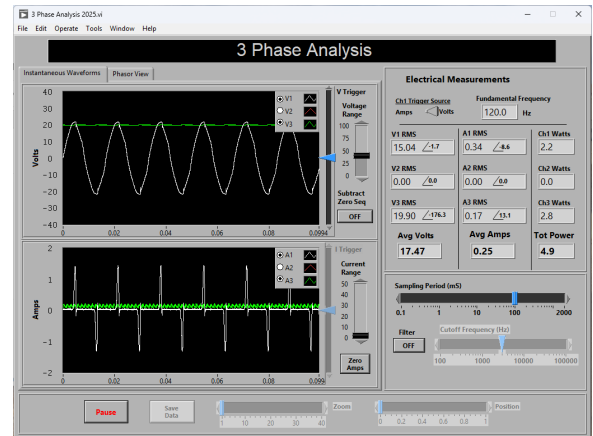 3 Phase Analysis 2025.vi
File Edit Operate Tools Window Help
3 Phase Analysis
Instantaneous Waveforms Phasor View
40
30
20
10
0
-10
-20
-30
-40
Volts
0 0.02 0.04 0.06 0.08 0.0994
V1
V2
V3
V Trigger
Voltage
Range
100
75
50
25
0
Subtract
Zero Seq
OFF
2
1
0
-1
-2
Amps
0 0.02 0.04 0.06 0.08 0.099
A1
A2
A3
I Trigger
Current
Range
50
40
30
20
10
0
Zero
Amps
Electrical Measurements
Ch1 Trigger Source
Amps Volts
Fundamental Frequency
120.0 Hz
V1 RMS A1 RMS Ch1 Watts
15.04 -1.7 0.34 -8.6 2.2
V2 RMS A2 RMS Ch2 Watts
0.00 0.0 0.00 0.0 0.0
V3 RMS A3 RMS Ch3 Watts
19.90 -176.3 0.17 13.1 2.8
Avg Volts Avg Amps Tot Power
17.47 0.25 4.9
Sampling Period (mS)
0.1 1 10 100 2000
Filter
OFF
Cutoff Frequency (Hz)
100 1000 10000 100000
Pause
Save
Data
Zoom
1 10 20 30 40
Position
0 0.2 0.4 0.6 0.8 1